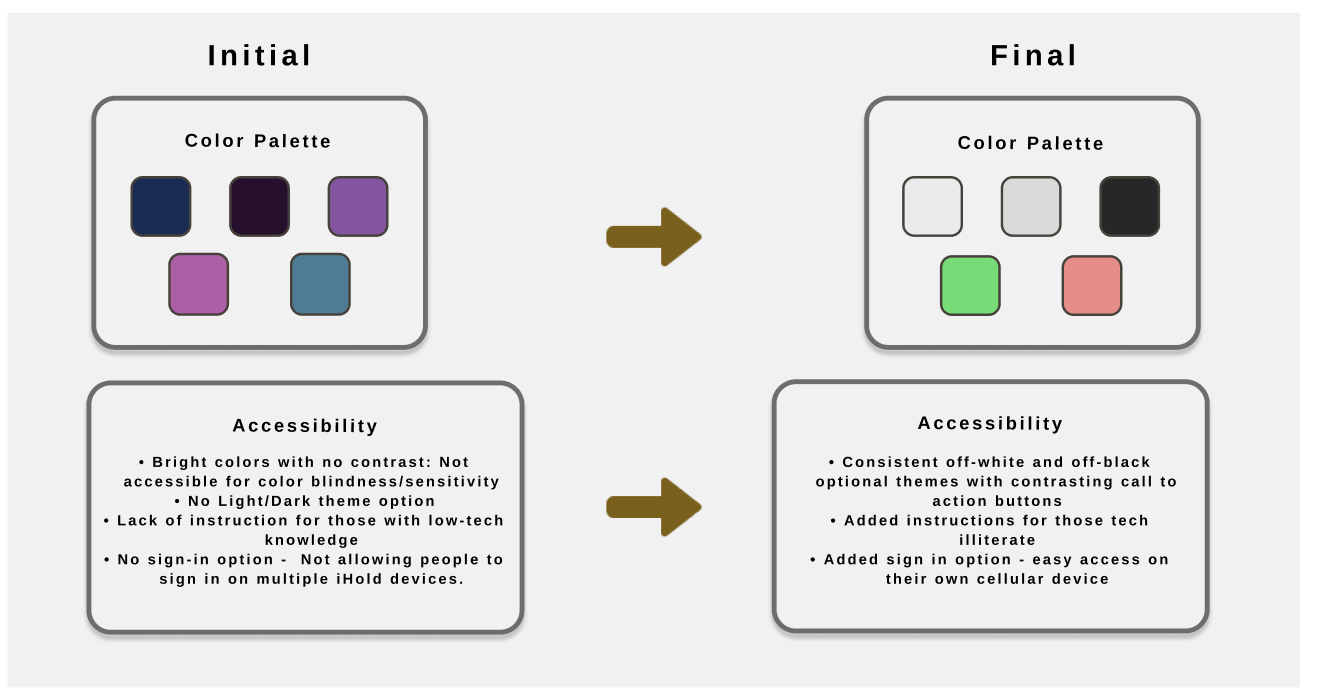 Initial
Final
Color Palette
Color Palette
Accessibility
• Bright colors with no contrast: Not
accessible for color blindness/sensitivity
• No Light/Dark theme option
• Lack of instruction for those with low-tech
knowledge
• No sign-in option -  Not allowing people to
sign in on multiple iHold devices.
Accessibility
• Consistent off-white and off-black
optional themes with contrasting call to
action buttons
• Added instructions for those tech
illiterate
• Added sign in option - easy access on
their own cellular device